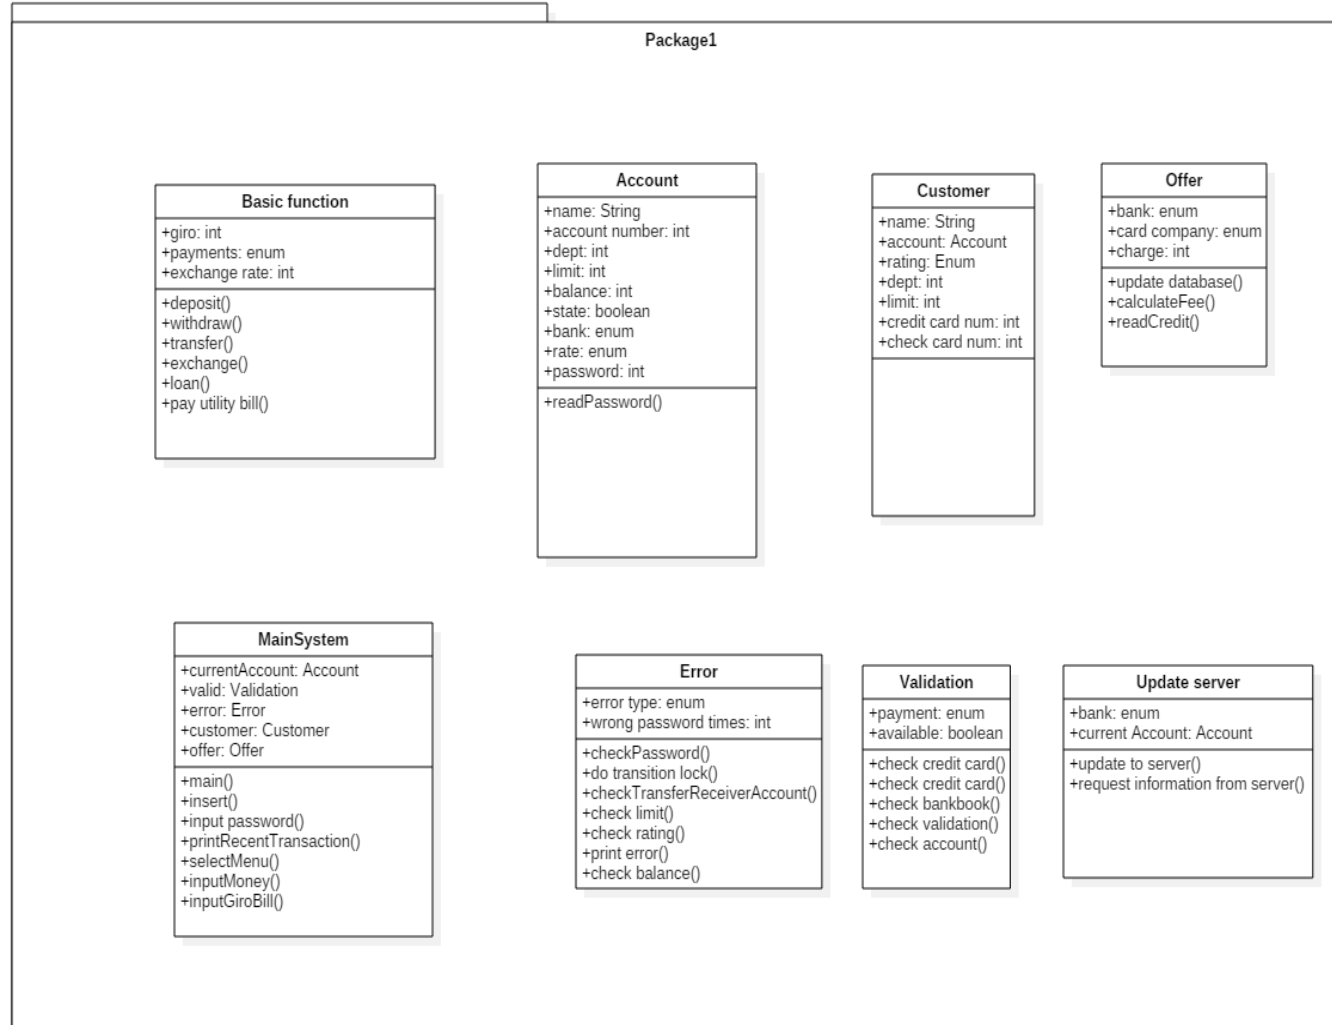 Package1
Basic function
+giro: int
+payments: enum
+exchange rate: int
+deposit()
+withdraw()
+transfer()
+exchange()
+loan()
+pay utility bill()
Account
+name: String
+account number: int
+dept: int
+limit: int
+balance: int
+state: boolean
+bank: enum
+rate: enum
+password: int
+readPassword()
Customer
+name: String
+account: Account
+rating: Enum
+dept: int
+limit: int
+credit card num: int
+check card num: int
Offer
+bank: enum
+card company: enum
+charge: int
+update database()
+calculateFee()
+readCredit()
MainSystem
+currentAccount: Account
+valid: Validation
+error: Error
+customer: Customer
+offer: Offer
+main()
+insert()
+input password()
+printRecentTransaction()
+selectMenu()
+inputMoney()
+inputGiroBill()
Error
+error type: enum
+wrong password times: int
+checkPassword()
+do transition lock()
+checkTransferReceiverAccount()
+check limit()
+check rating()
+print error()
+check balance()
Validation
+payment: enum
+available: boolean
+check credit card()
+check credit card()
+check bankbook()
+check validation()
+check account()
Update server
+bank: enum
+current Account: Account
+update to server()
+request information from server()